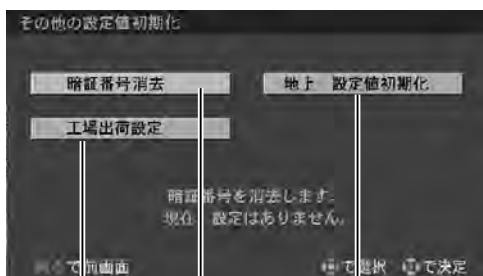 その他の設定値初期化
暗証番号消去
地上 設定値初期化
工場出荷設定
暗証番号を消去します。
現在 設定はありません。
で前画面
で選択 で決定